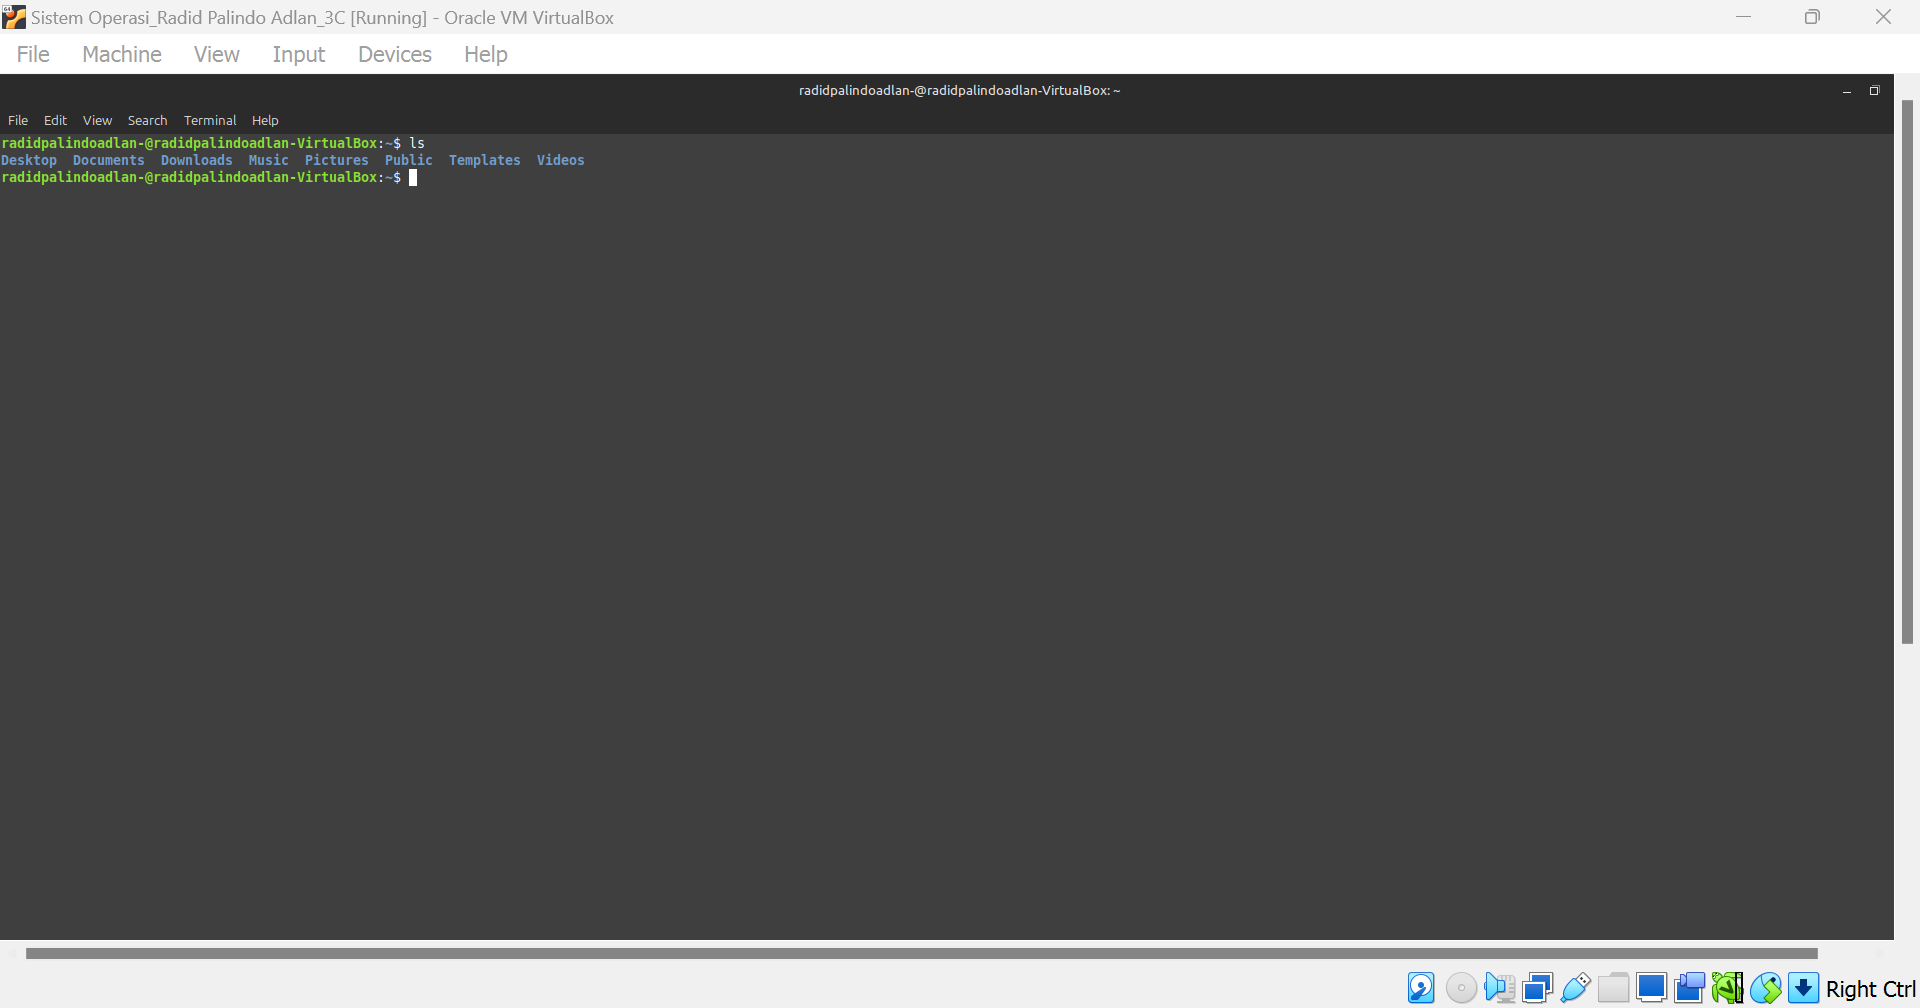 Sistem Operasi_Radid Palindo Adlan_3C [Running] - Oracle VM VirtualBox
File Machine View Input Devices Help
radidpalindoadlan-@radidpalindoadlan-VirtualBox: ~
File Edit View Search Terminal Help
radidpalindoadlan-@radidpalindoadlan-VirtualBox:~$ ls
Desktop Documents Downloads Music Pictures Public Templates Videos
radidpalindoadlan-@radidpalindoadlan-VirtualBox:~$
Right Ctrl